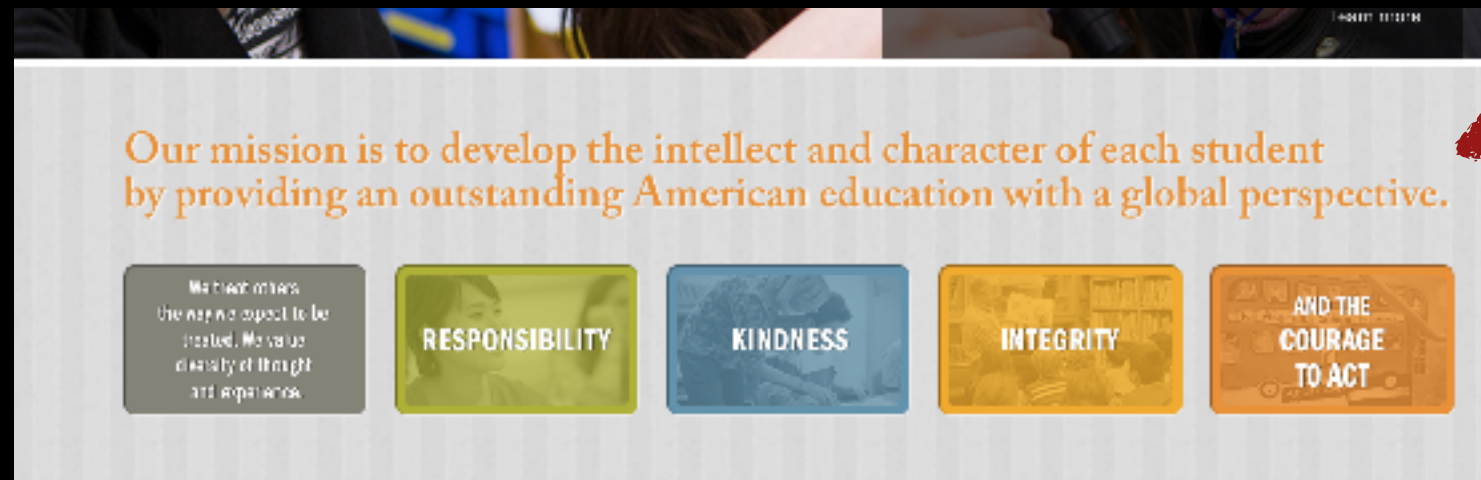 Learn more
Our mission is to develop the intellect and character of each student
by providing an outstanding American education with a global perspective.
We treat others
the way we expect to be
treated. We value
diversity of thought
and experience.
RESPONSIBILITY
KINDNESS
INTEGRITY
AND THE
COURAGE
TO ACT